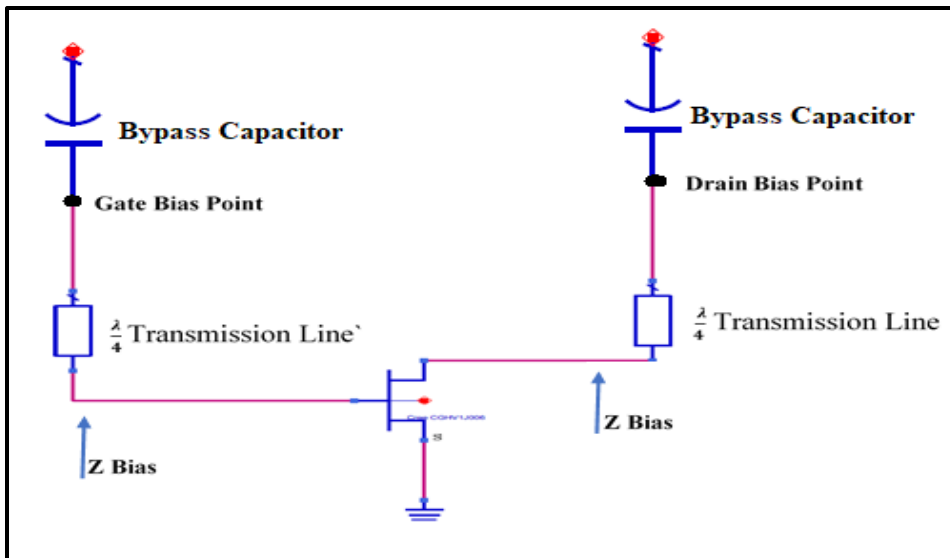 Bypass Capacitor
Bypass Capacitor
Gate Bias Point
Drain Bias Point
λ/4 Transmission Line`
λ/4 Transmission Line
S
Z Bias
Z Bias